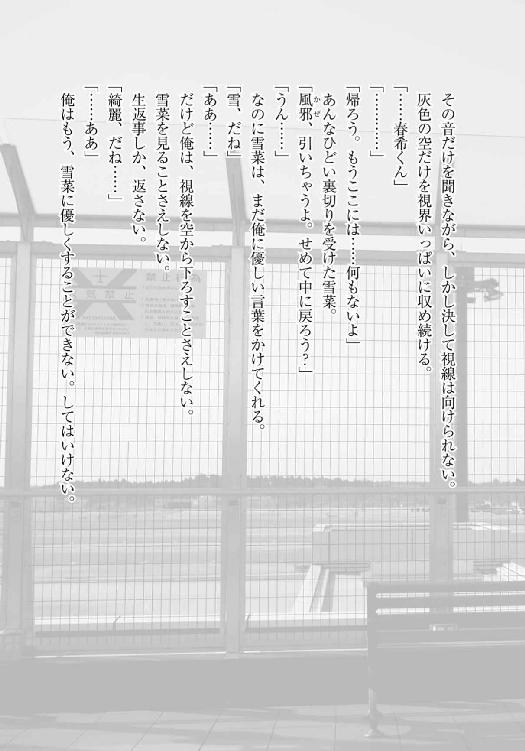 その音だけを聞きながら、しかし決して視線は向けられない。
灰色の空だけを視界いっぱいに収め続ける。
「……春希くん」
「…………」
「帰ろう。もうここには……何もないよ」
あんなひどい裏切りを受けた雪菜。
「風邪、引いちゃうよ。せめて中に戻ろう?」
「うん……」
なのに雪菜は、まだ俺に優しい言葉をかけてくれる。
「雪、だね」
「ああ……」
だけど俺は、視線を空から下ろすことさえしない。
雪菜を見ることさえしない。
生返事しか、返さない。
「綺麗、だね……」
「……ああ」
俺はもう、雪菜に優しくすることができない。してはいけない。
禁止